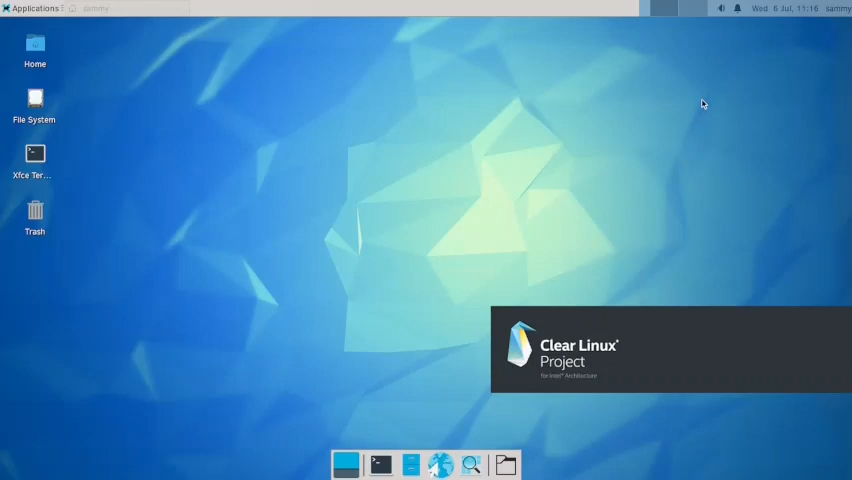 Applications
sammy
Wed 6 Jul, 11:16 sammy
Home
File System
Xfce Ter...
Trash
Clear Linux*
Project
for Intel® Architecture